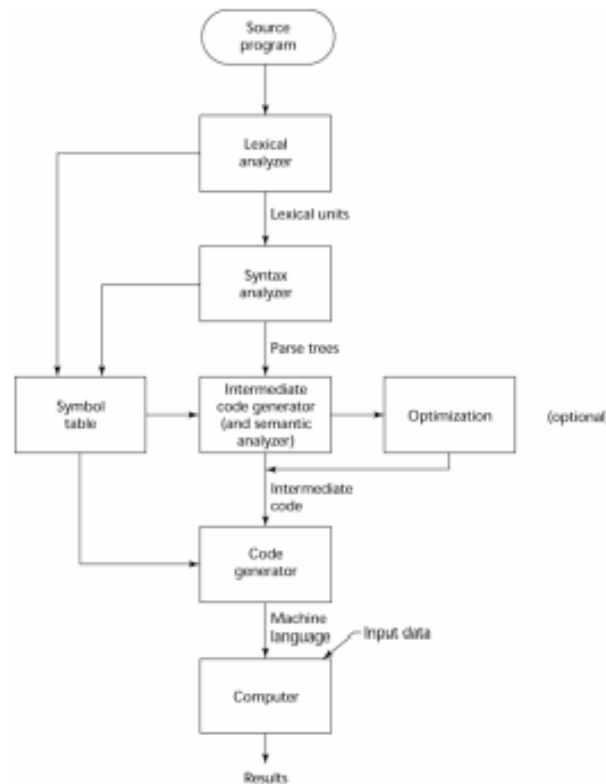 Source
program
Lexical
analyzer
Lexical units
Syntax
analyzer
Parse trees
Symbol
table
Intermediate
code generator
(and semantic
analyzer)
Optimization
(optional)
Intermediate
code
Code
generator
Machine
language
Input data
Computer
Results